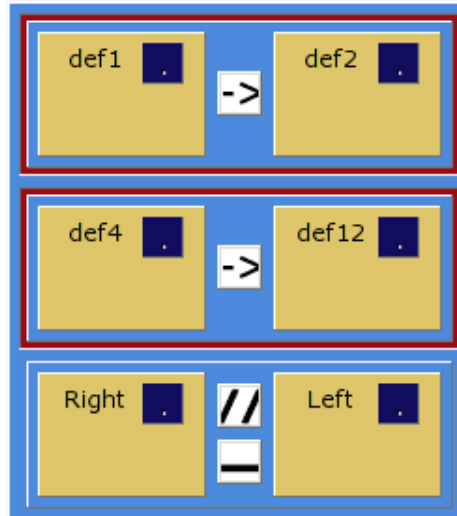 def1 . -> def2 .
def4 . -> def12 .
Right . // Left .